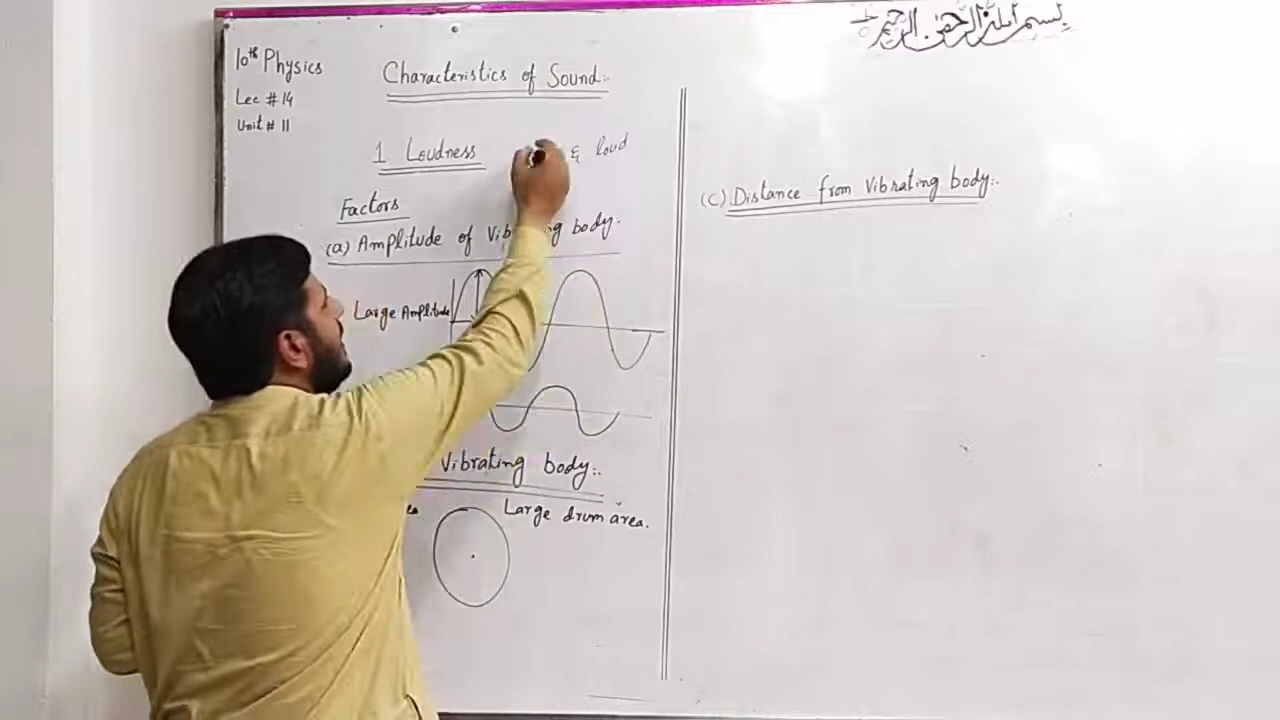 بسم الله الرحمن الرحيم
10th Physics
Lec # 14
Unit # 11
Characteristics of Sound:.
1 Loudness & loud
Factors
(a) Amplitude of Vibrating body:.
Large Amplitude
Vibrating body:.
Large drum area.
(C) Distance from Vibrating body:.